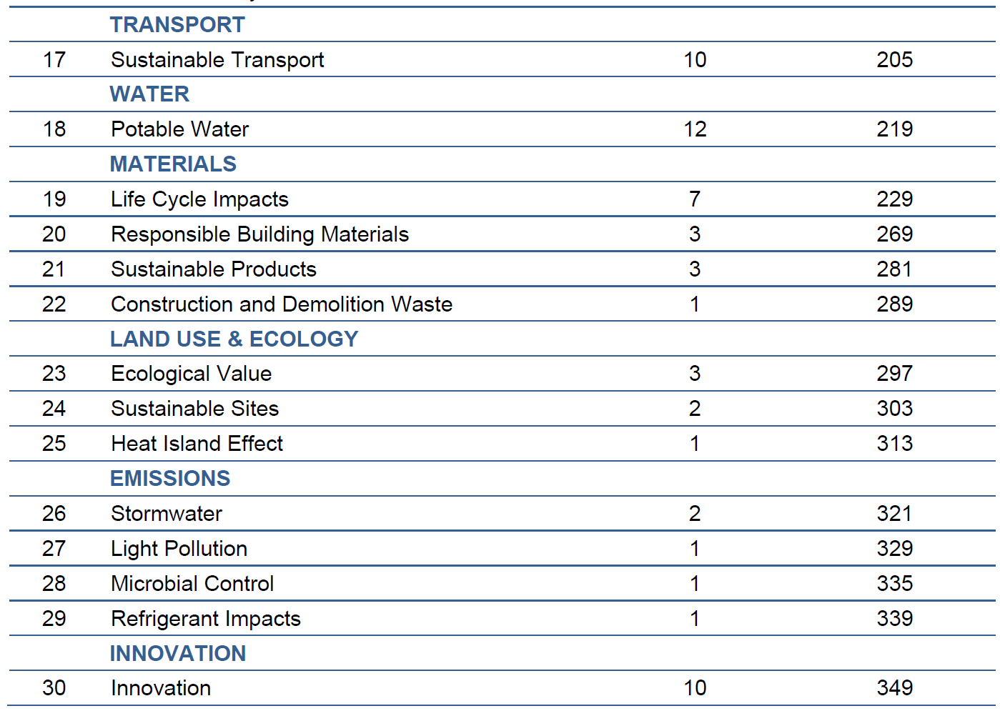 TRANSPORT
17 Sustainable Transport 10 205
WATER
18 Potable Water 12 219
MATERIALS
19 Life Cycle Impacts 7 229
20 Responsible Building Materials 3 269
21 Sustainable Products 3 281
22 Construction and Demolition Waste 1 289
LAND USE & ECOLOGY
23 Ecological Value 3 297
24 Sustainable Sites 2 303
25 Heat Island Effect 1 313
EMISSIONS
26 Stormwater 2 321
27 Light Pollution 1 329
28 Microbial Control 1 335
29 Refrigerant Impacts 1 339
INNOVATION
30 Innovation 10 349